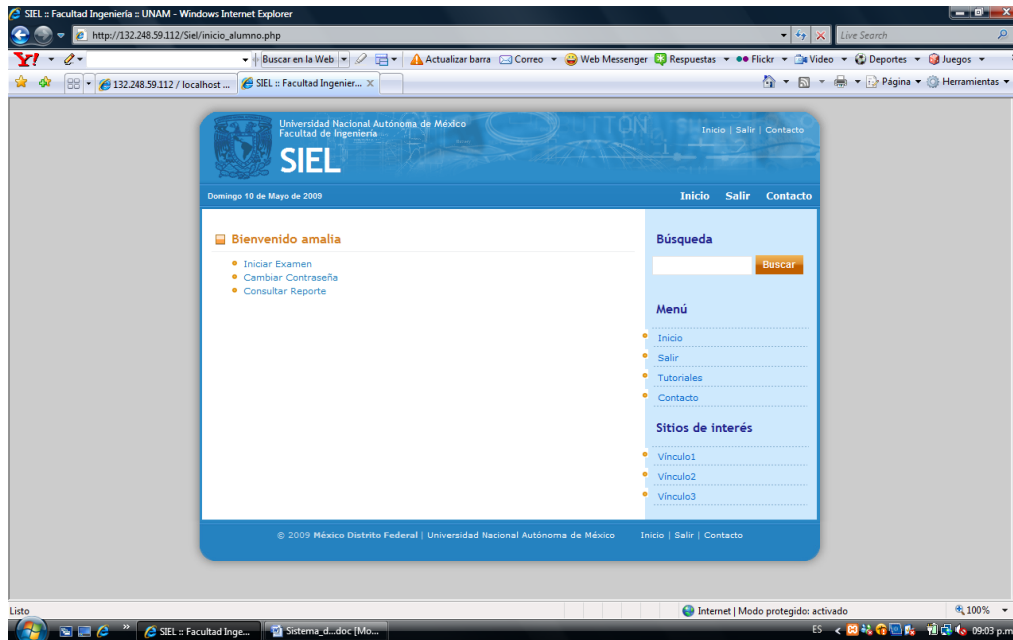 SIEL :: Facultad Ingeniería :: UNAM - Windows Internet Explorer
http://132.248.59.112/Siel/inicio_alumno.php
Live Search
Y!
Buscar en la Web
Actualizar barra
Correo
Web Messenger
Respuestas
Flickr
Video
Deportes
Juegos
132.248.59.112 / localhost ...
SIEL :: Facultad Ingenier... X
Página
Herramientas
Universidad Nacional Autónoma de México
Facultad de Ingeniería
SIEL
Inicio | Salir | Contacto
Domingo 10 de Mayo de 2009
Inicio Salir Contacto
Bienvenido amalia
Iniciar Examen
Cambiar Contraseña
Consultar Reporte
Búsqueda
Buscar
Menú
Inicio
Salir
Tutoriales
Contacto
Sitios de interés
Vínculo1
Vínculo2
Vínculo3
© 2009 México Distrito Federal | Universidad Nacional Autónoma de México
Inicio | Salir | Contacto
Listo
Internet | Modo protegido: activado
100%
SIEL :: Facultad Inge...
Sistema_d...doc [Mo...
ES
09:03 p.m.